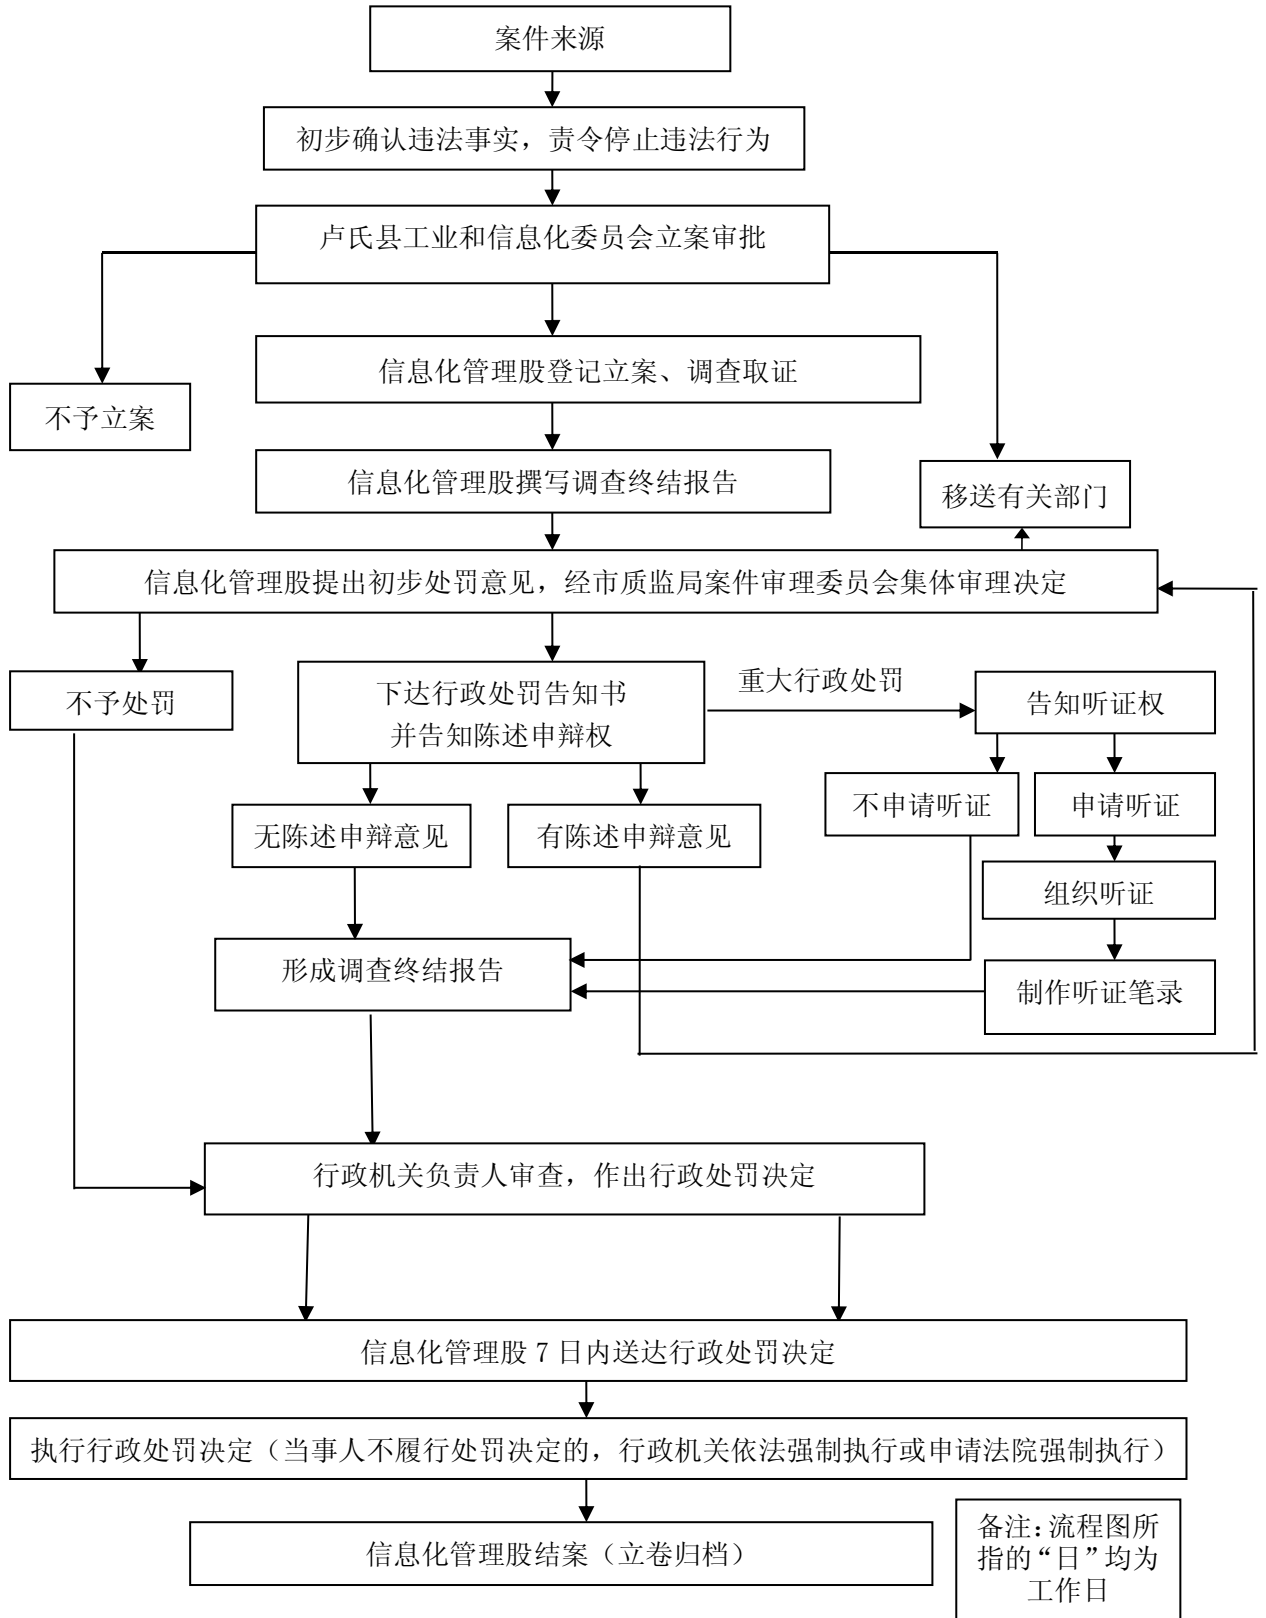 案件来源
初步确认违法事实，责令停止违法行为
卢氏县工业和信息化委员会立案审批
信息化管理股登记立案、调查取证
不予立案
信息化管理股撰写调查终结报告
移送有关部门
信息化管理股提出初步处罚意见，经市质监局案件审理委员会集体审理决定
不予处罚
下达行政处罚告知书
并告知陈述申辩权
重大行政处罚
告知听证权
不申请听证
申请听证
无陈述申辩意见
有陈述申辩意见
组织听证
形成调查终结报告
制作听证笔录
行政机关负责人审查，作出行政处罚决定
信息化管理股 7 日内送达行政处罚决定
执行行政处罚决定（当事人不履行处罚决定的，行政机关依法强制执行或申请法院强制执行）
信息化管理股结案（立卷归档）
备注：流程图所
指的“日”均为
工作日